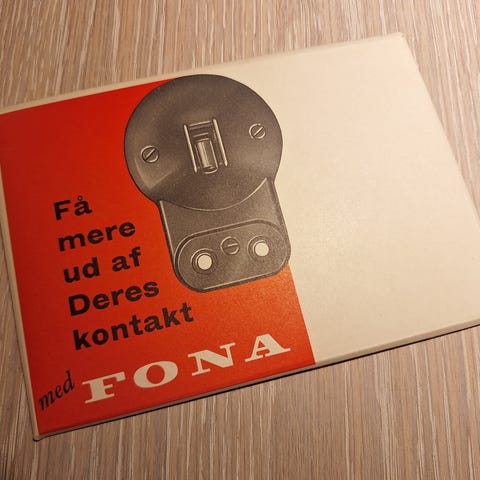 Få
mere
ud af
Deres
kontakt
med FONA